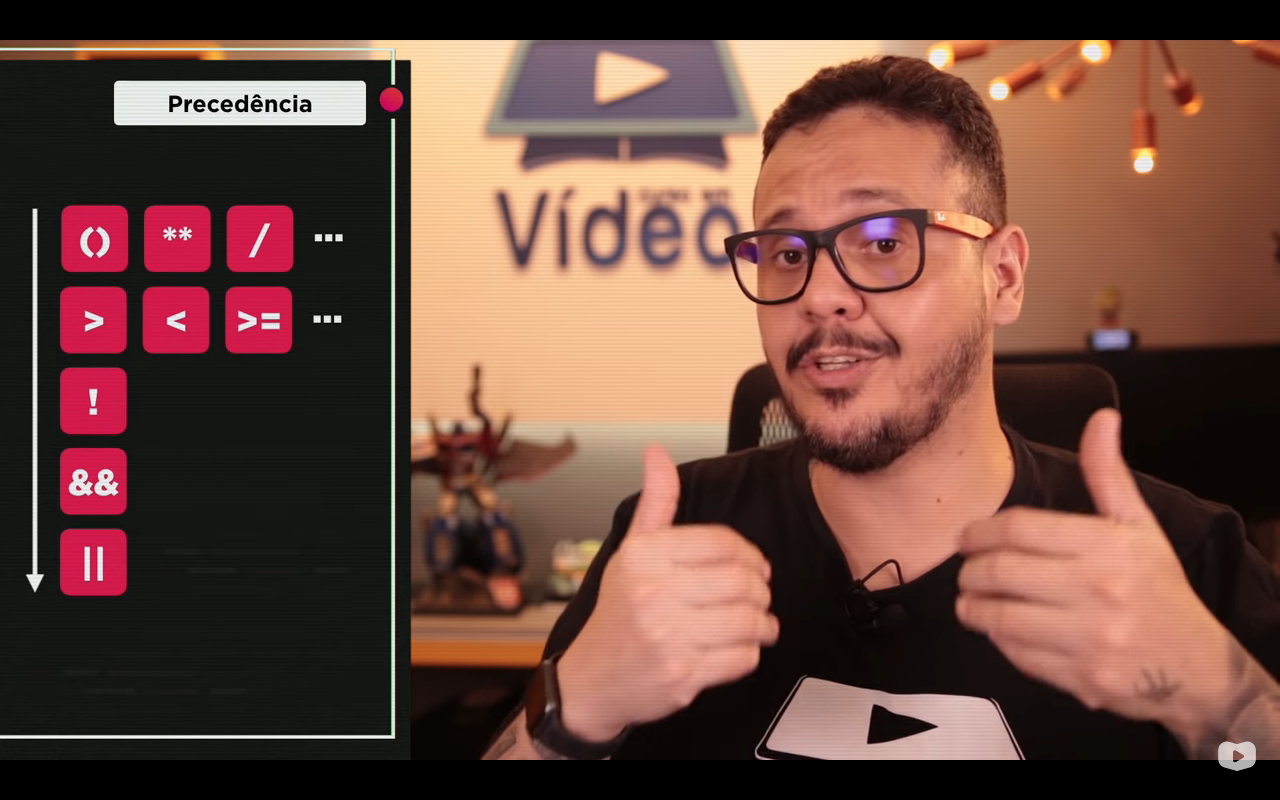 Precedência
() ** / ...
> < >= ...
!
&&
||
Vídeo